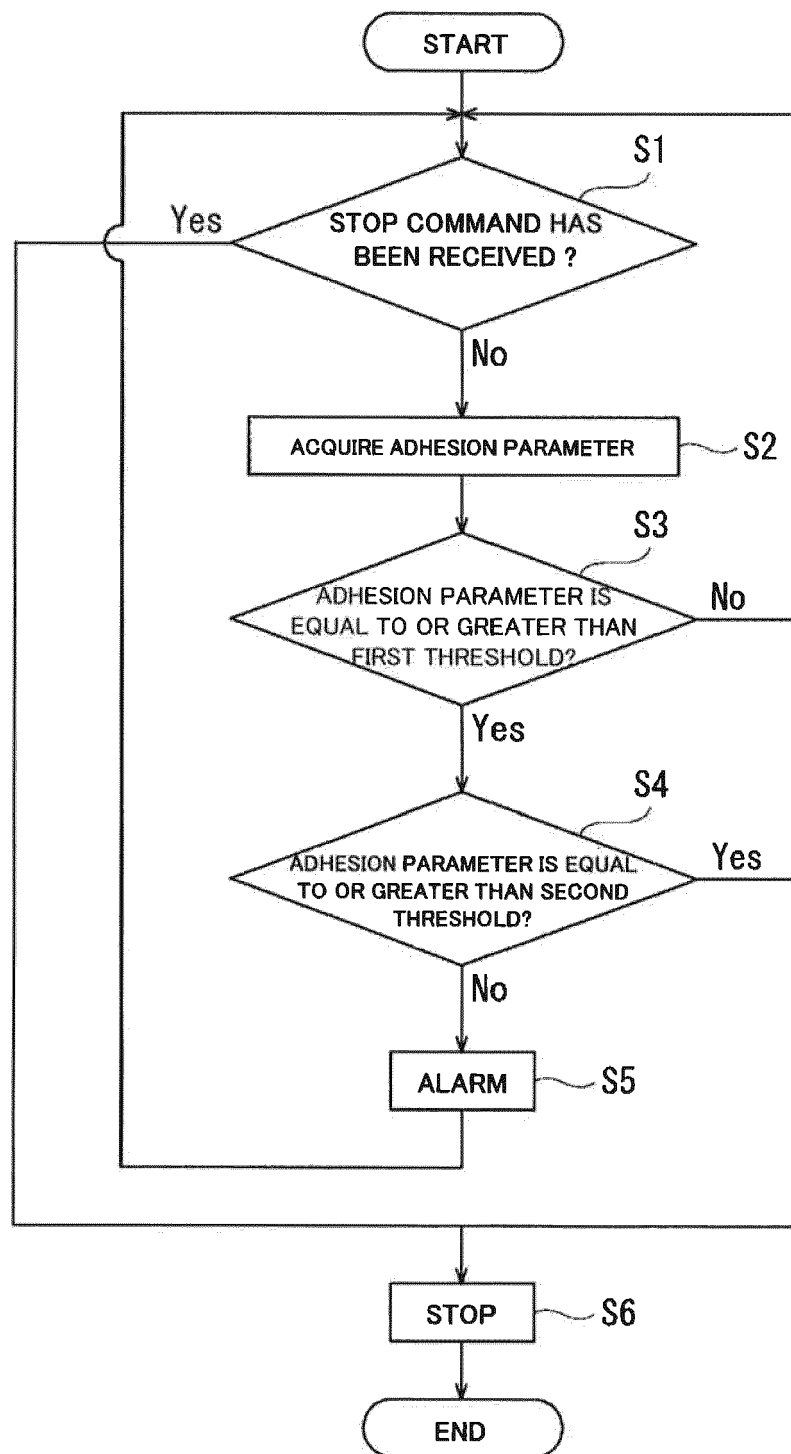 START
S1
Yes
STOP COMMAND HAS
BEEN RECEIVED ?
No
ACQUIRE ADHESION PARAMETER
S2
S3
ADHESION PARAMETER IS
EQUAL TO OR GREATER THAN
FIRST THRESHOLD?
No
Yes
S4
ADHESION PARAMETER IS EQUAL
TO OR GREATER THAN SECOND
THRESHOLD?
Yes
No
ALARM
S5
STOP
S6
END